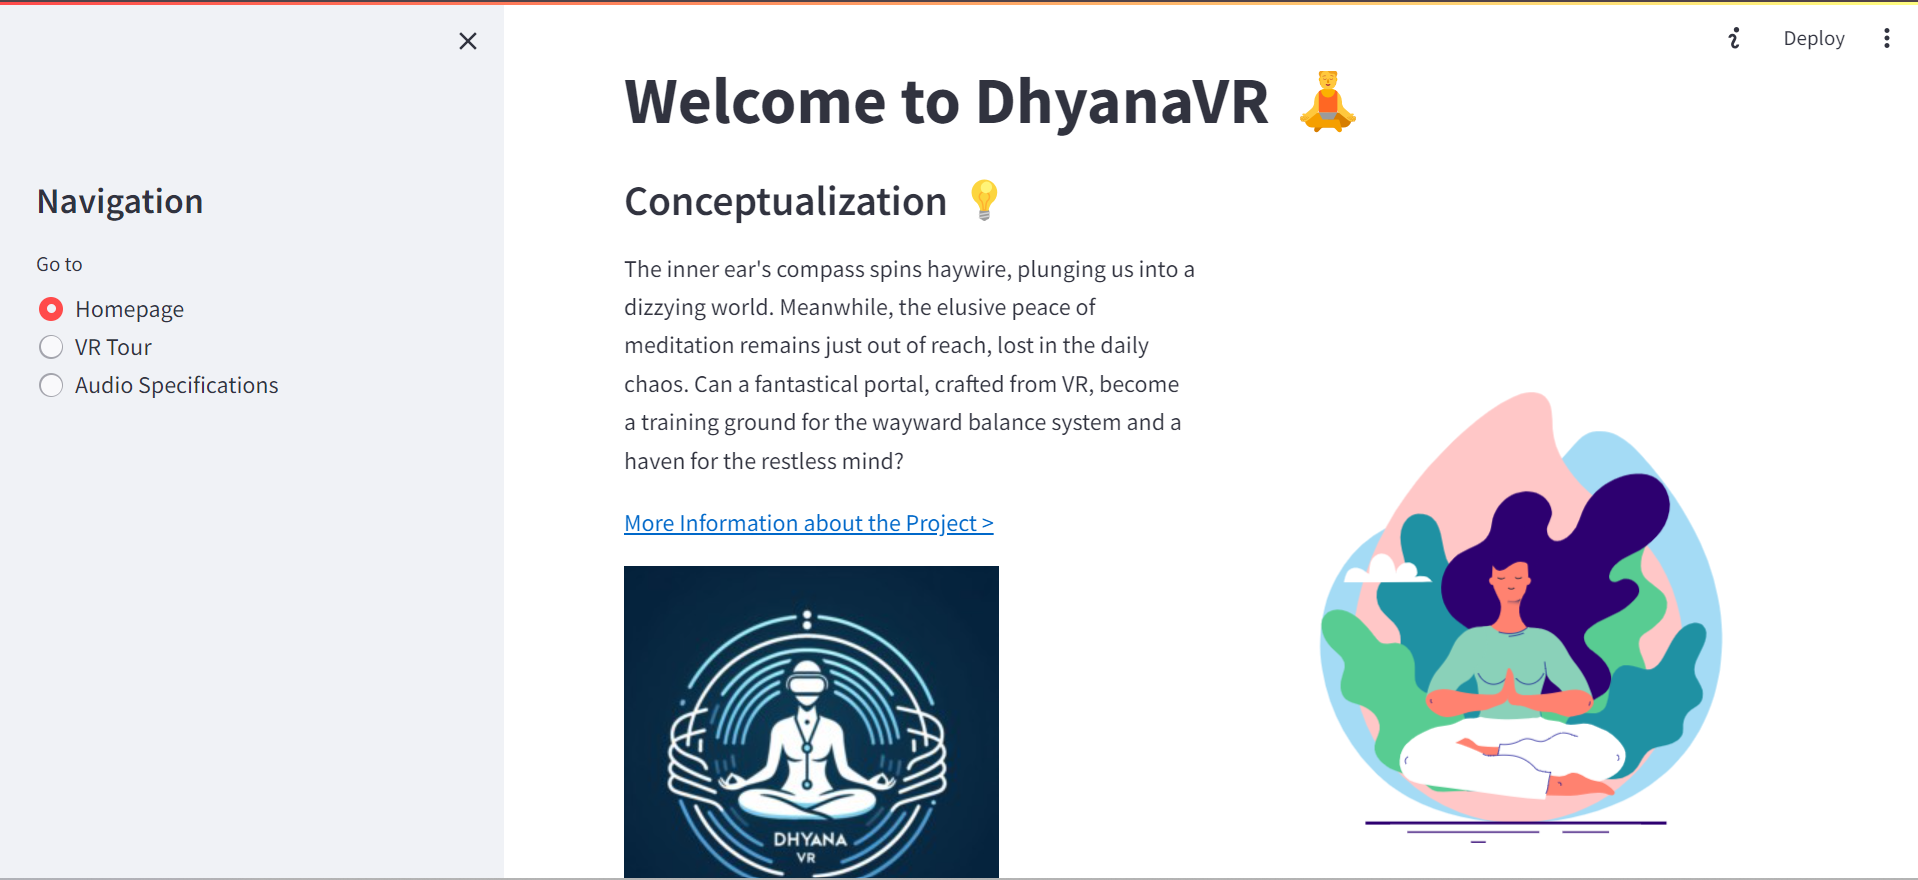 Deploy
Navigation
Go to
Homepage
VR Tour
Audio Specifications
Welcome to DhyanaVR
Conceptualization
The inner ear's compass spins haywire, plunging us into a
dizzying world. Meanwhile, the elusive peace of
meditation remains just out of reach, lost in the daily
chaos. Can a fantastical portal, crafted from VR, become
a training ground for the wayward balance system and a
haven for the restless mind?
More Information about the Project >
DHYANA
VR